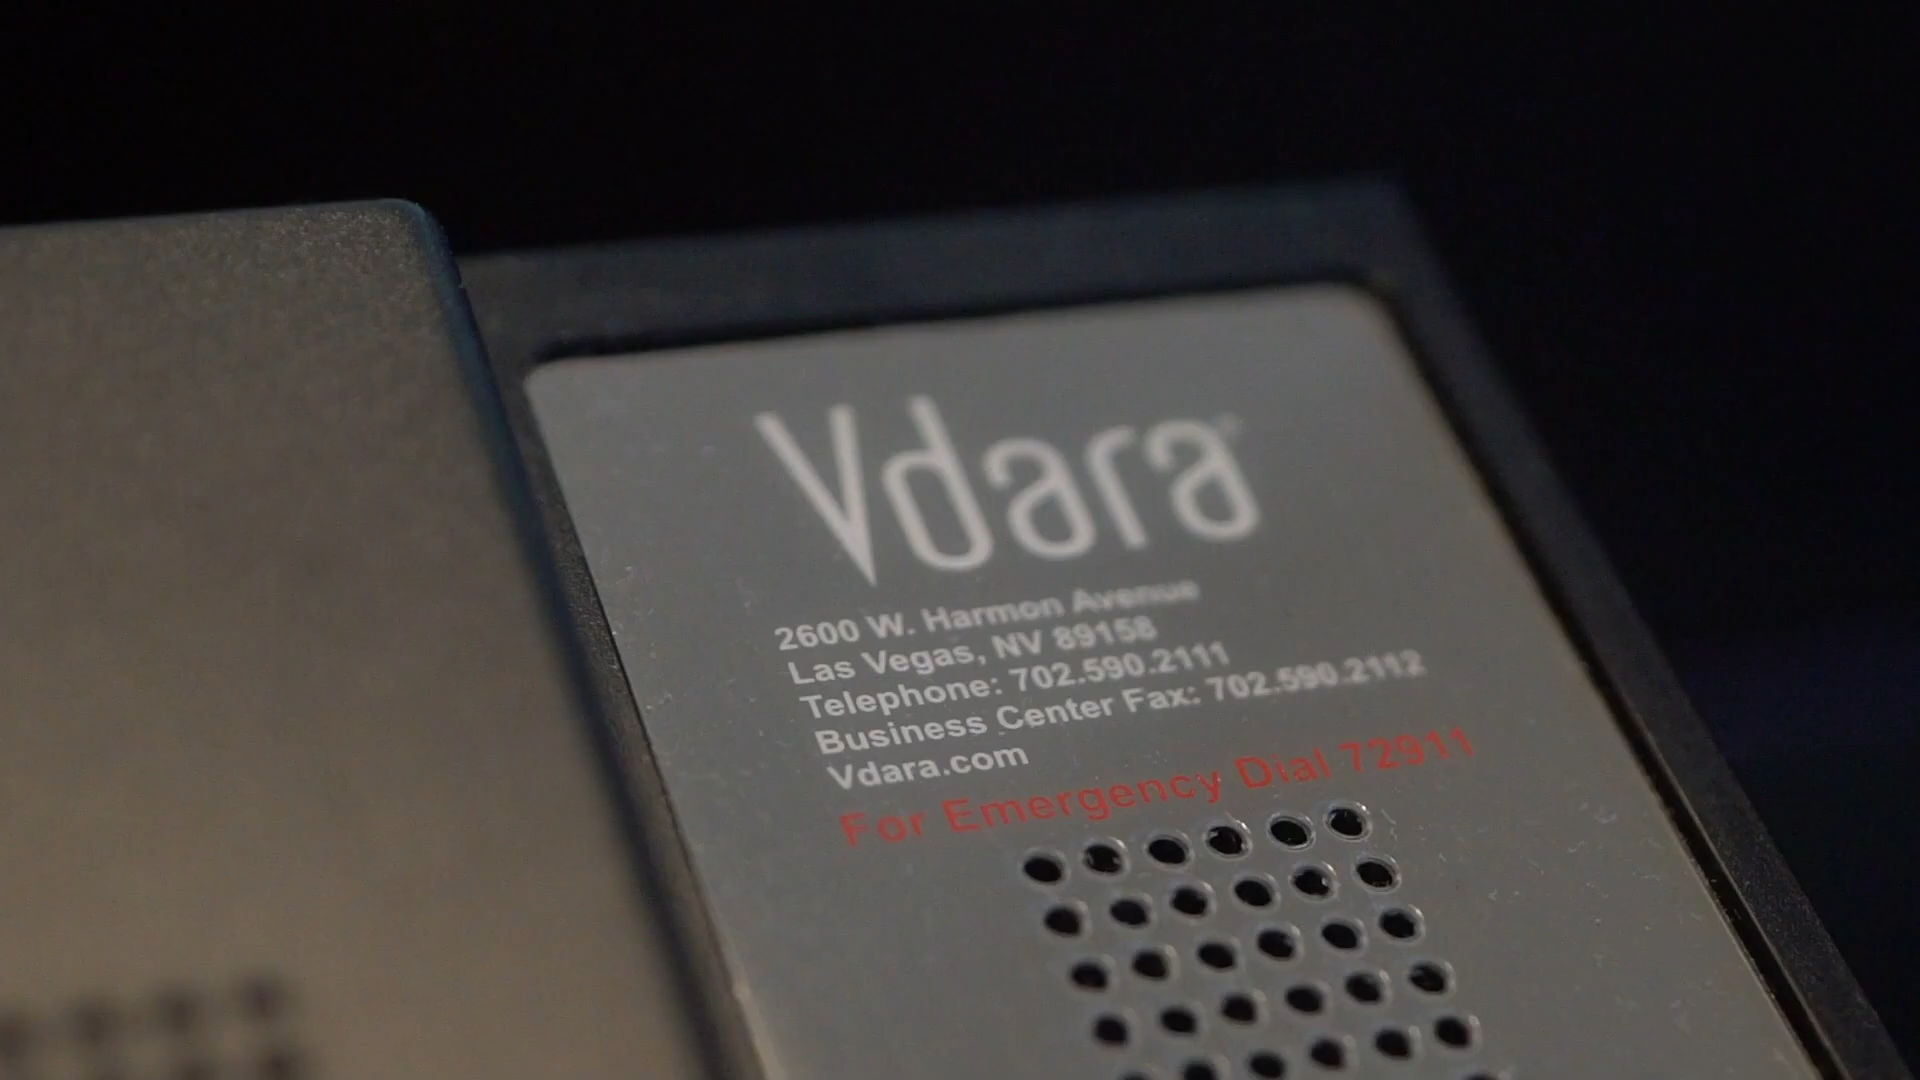 Vdara
2600 W. Harmon Avenue
Las Vegas, NV 89158
Telephone: 702.590.2111
Business Center Fax: 702.590.2112
Vdara.com
For Emergency Dial 72911